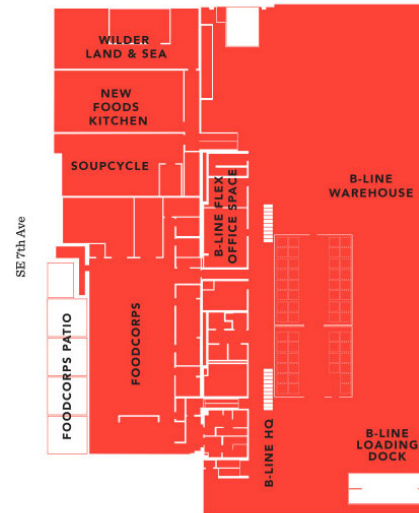 WILDER
LAND & SEA
NEW
FOODS
KITCHEN
SOUPCYCLE
B-LINE FLEX
OFFICE SPACE
B-LINE
WAREHOUSE
SE 7th Ave
FOODCORPS PATIO
FOODCORPS
B-LINE HQ
B-LINE
LOADING
DOCK